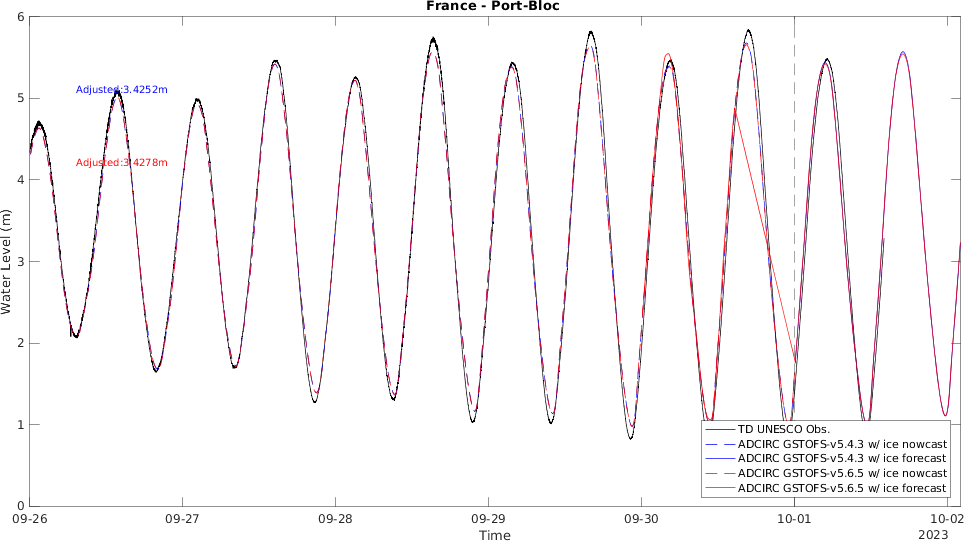 France - Port-Bloc
6
5
4
3
2
1
0
Water Level (m)
Adjusted:3.4252m
Adjusted:3.4278m
TD UNESCO Obs.
ADCIRC GSTOFS-v5.4.3 w/ ice nowcast
ADCIRC GSTOFS-v5.4.3 w/ ice forecast
ADCIRC GSTOFS-v5.6.5 w/ ice nowcast
ADCIRC GSTOFS-v5.6.5 w/ ice forecast
09-26 09-27 09-28 09-29 09-30 10-01 10-02
Time
2023